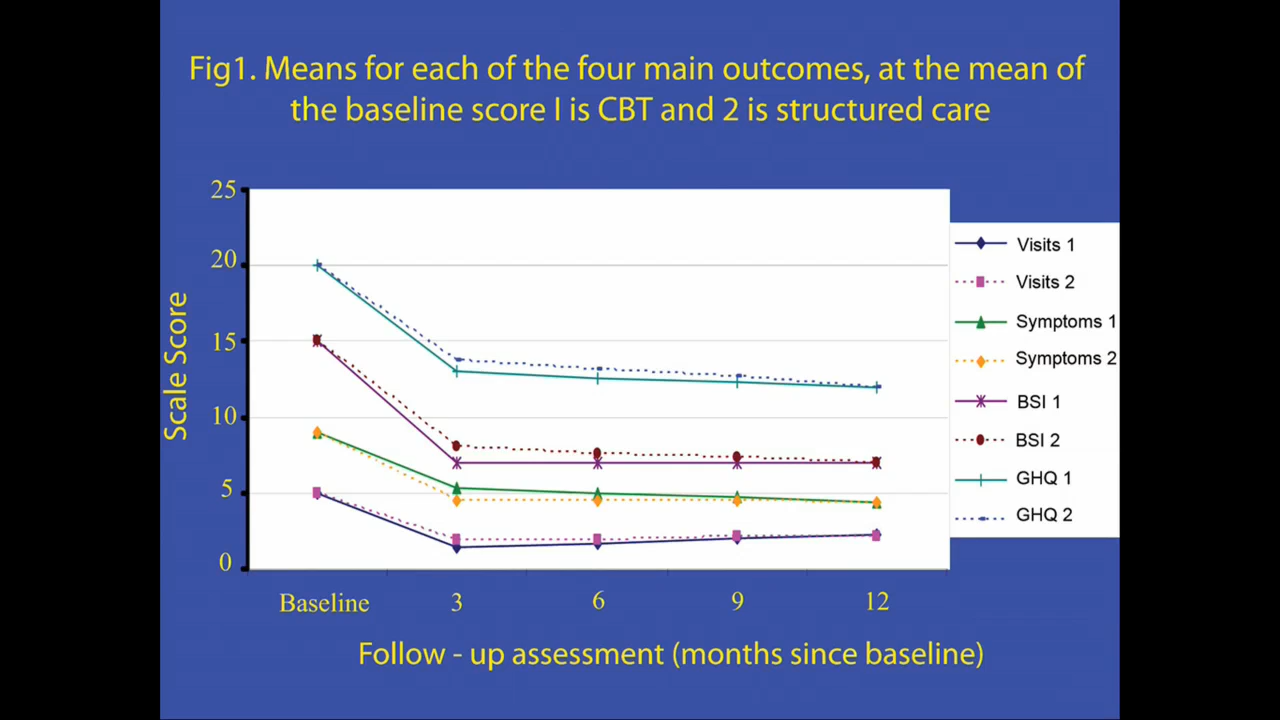 Fig1. Means for each of the four main outcomes, at the mean of
the baseline score I is CBT and 2 is structured care
25
20
15
10
5
0
Scale Score
Baseline
3
6
9
12
Follow - up assessment (months since baseline)
Visits 1
Visits 2
Symptoms 1
Symptoms 2
BSI 1
BSI 2
GHQ 1
GHQ 2